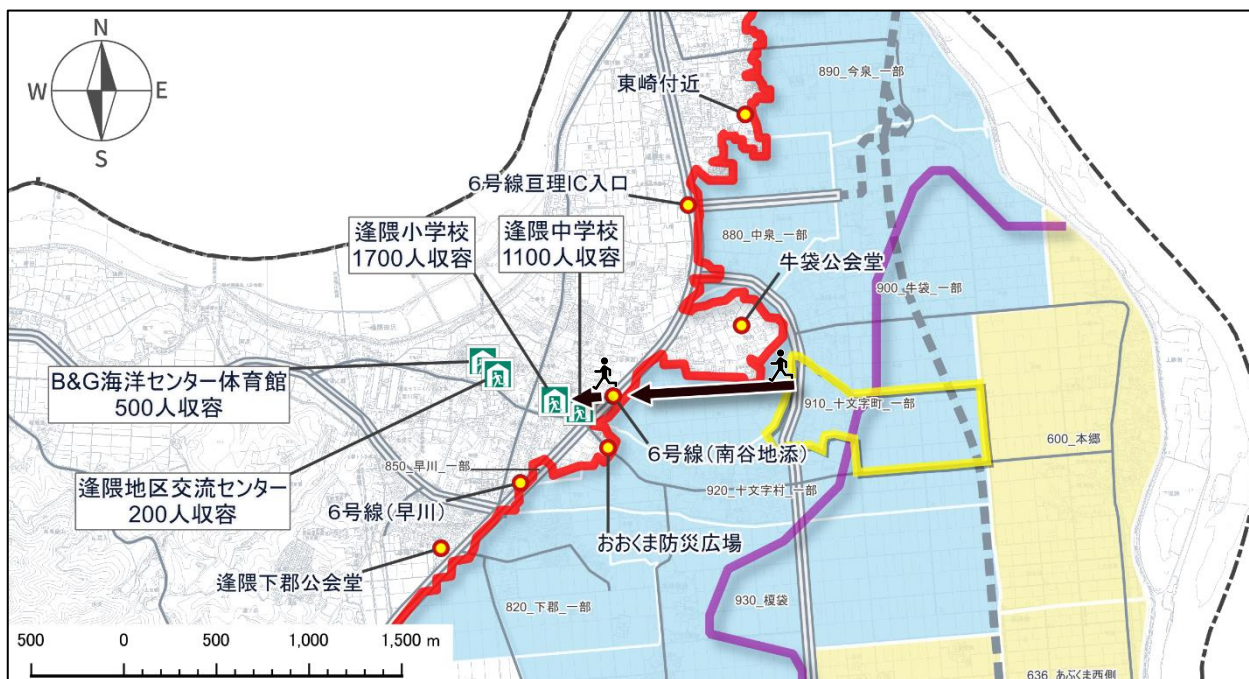 N
W
E
S
東崎付近
890_今泉_一部
6号線亘理IC入口
逢隈小学校
1700人収容
逢隈中学校
1100人収容
880_中泉_一部
牛袋公会堂
900_牛袋_一部
B&G海洋センター体育館
500人収容
910_十文字町_一部
600_本郷
6号線(南谷地添)
850_早川_一部
逢隈地区交流センター
200人収容
6号線(早川)
920_十文字村_一部
おおくま防災広場
逢隈下郡公会堂
820_下郡_一部
930_榎袋
500 0 500 1,000 1,500 m
636_あぶくま西側